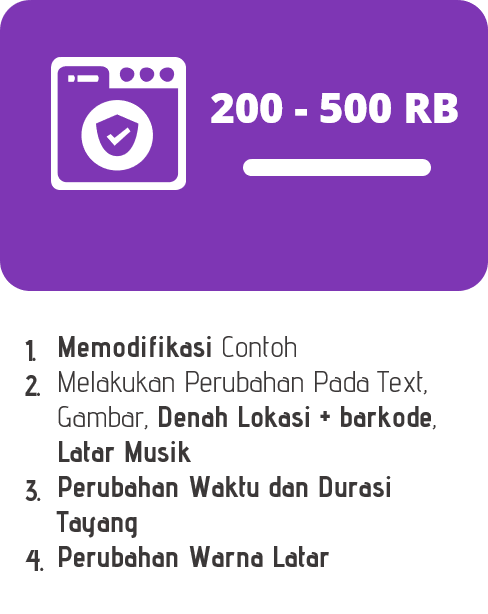 200 - 500 RB
1. Memodifikasi Contoh
2. Melakukan Perubahan Pada Text,
Gambar, Denah Lokasi + barkode,
Latar Musik
3. Perubahan Waktu dan Durasi
Tayang
4. Perubahan Warna Latar